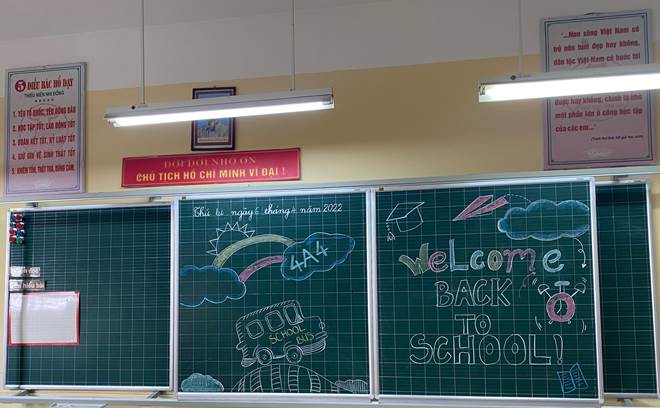 5 ĐIỀU BÁC HỒ DẠY
THIẾU NIÊN NHI ĐỒNG
1. YÊU TỔ QUỐC, YÊU ĐỒNG BÀO
2. HỌC TẬP TỐT, LAO ĐỘNG TỐT
3. ĐOÀN KẾT TỐT, KỶ LUẬT TỐT
4. GIỮ GÌN VỆ SINH THẬT TỐT
5. KHIÊM TỐN, THẬT THÀ, DŨNG CẢM.
ĐỜI ĐỜI NHỚ ƠN
CHỦ TỊCH HỒ CHÍ MINH VĨ ĐẠI !
"...Non sông Việt Nam có
trở nên tươi đẹp hay không,
dân tộc Việt Nam có bước tới
được hay không, chính là nhờ
một phần lớn ở công học tập
của các em..."
Thứ tư ngày 6 tháng 4 năm 2022
4A4
SCHOOL
BUS
WELCOME
BACK
TO
SCHOOL!